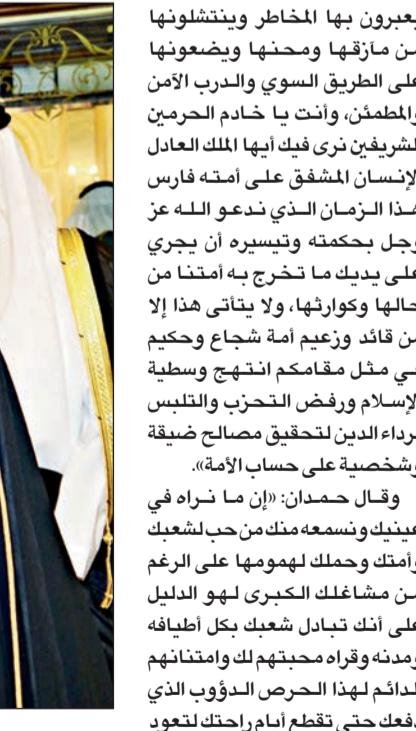 يعبرون بها المخاطر وينتشلونها
من مآزقها ومحنها ويضعونها
على الطريق السوي والدرب الآمن
والمطمئن، وأنت يا خادم الحرمين
الشريفين نرى فيك أيها الملك العادل
الإنسان المشفق على أمته فارس
هذا الزمان الذي ندعو الله عز
وجل بحكمته وتيسيره أن يجري
على يديك ما تخرج به أمتنا من
حالها وكوارثها، ولا يتأتى هذا إلا
من قائد وزعيم أمة شجاع وحكيم
في مثل مقامكم انتهج وسطية
الإسلام ورفض التحزب والتلبس
برداء الدين لتحقيق مصالح ضيقة
وشخصية على حساب الأمة».
وقال حمدان: «إن ما نراه في
عينيك ونسمعه منك من حب لشعبك
وأمتك وحملك لهمومها على الرغم
من مشاغلك الكبرى لهو الدليل
على أنك تبادل شعبك بكل أطيافه
ومدنه وقراه محبتهم لك وامتنانهم
الدائم لهذا الحرص الدؤوب الذي
دفعك حتى تقطع أيام راحتك لتعود